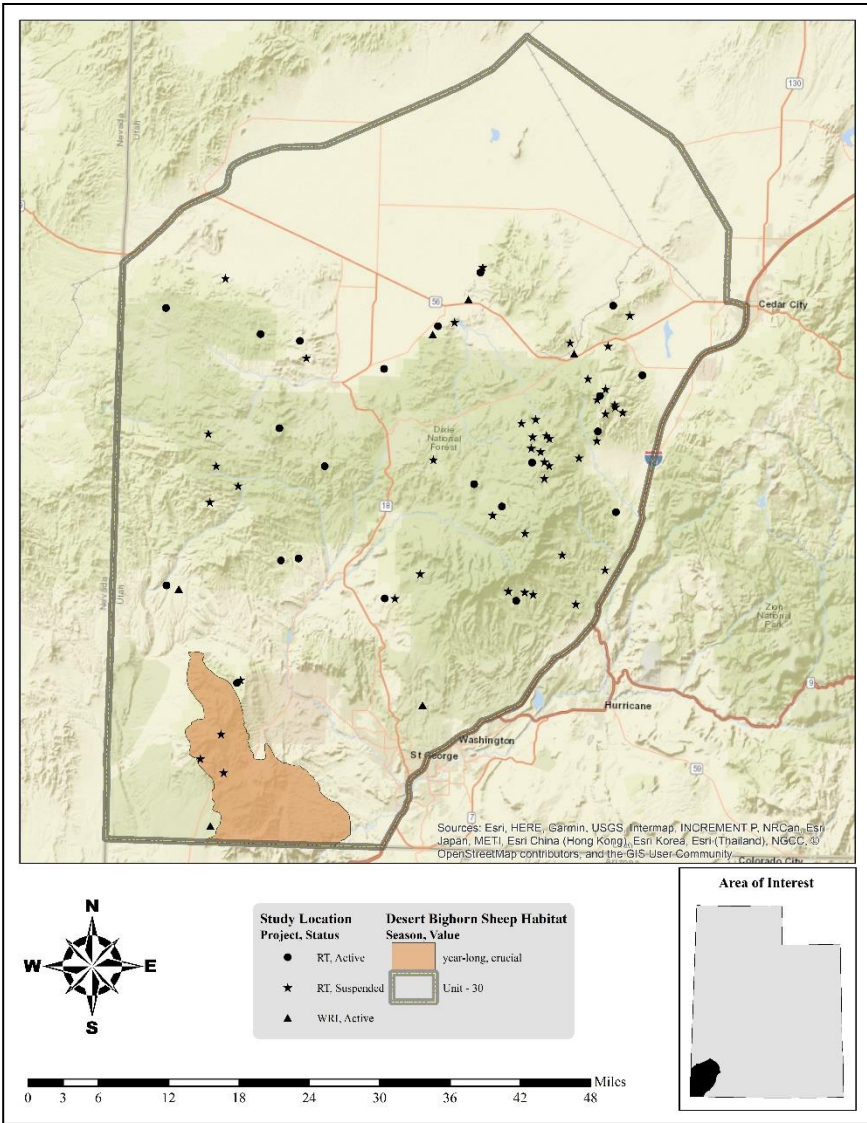 130
Nevada
Utah
56
Cedar City
Dixie
National
Forest
18
15
Nevada
Utah
Zion
National
Park
9
Hurricane
Washington
St George
59
7
Sources: Esri, HERE, Garmin, USGS, Intermap, INCREMENT P, NRCan, Esri
Japan, METI, Esri China (Hong Kong), Esri Korea, Esri (Thailand), NGCC, ©
OpenStreetMap contributors, and the GIS User Community
Colorado City
N
W E
S
Study Location
Project, Status
RT, Active
RT, Suspended
WRI, Active
Desert Bighorn Sheep Habitat
Season, Value
year-long, crucial
Unit - 30
Area of Interest
Miles
0 3 6 12 18 24 30 36 42 48